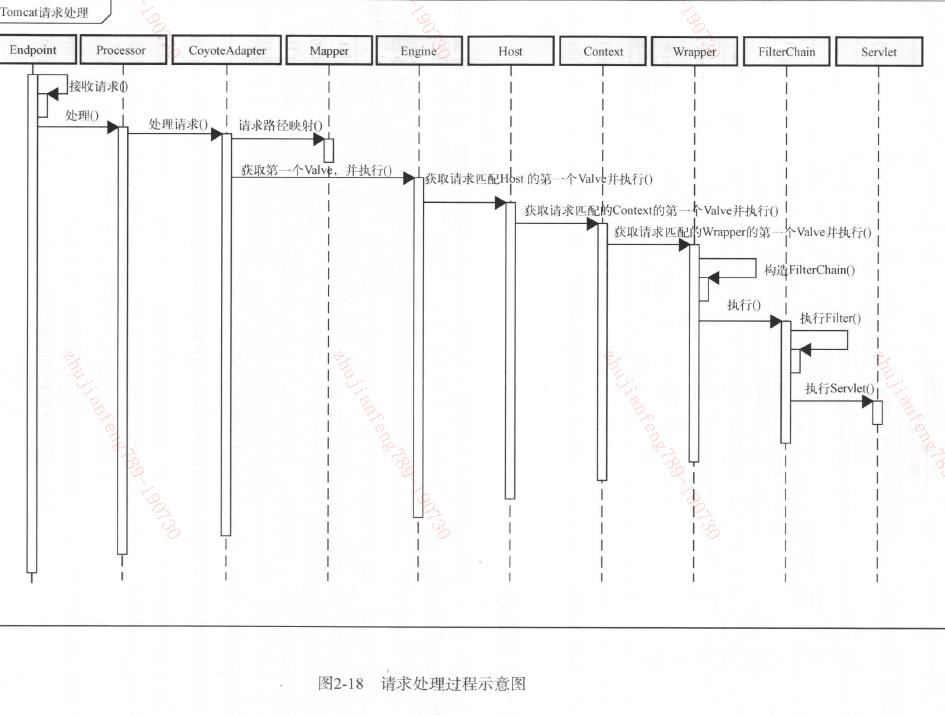 Tomcat请求处理
Endpoint
Processor
CoyoteAdapter
Mapper
Engine
Host
Context
Wrapper
FilterChain
Servlet
接收请求()
处理()
处理请求()
请求路径映射()
获取第一个Valve，并执行()
获取请求匹配Host 的第一个Valve并执行()
获取请求匹配的Context的第一个Valve并执行()
获取请求匹配的Wrapper的第一个Valve并执行()
构造FilterChain()
执行()
执行Filter()
执行Servlet()
-190730
-190730
zhujianfeng789-190730
zhujianfeng789-190730
zhujianfeng789-190730
zhujianfeng789
图2-18 请求处理过程示意图